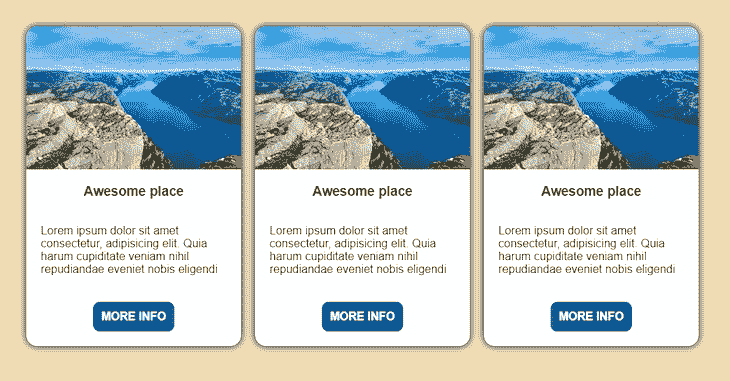 Awesome place
Lorem ipsum dolor sit amet
consectetur, adipisicing elit. Quia
harum cupiditate veniam nihil
repudiandae eveniet nobis eligendi
MORE INFO
Awesome place
Lorem ipsum dolor sit amet
consectetur, adipisicing elit. Quia
harum cupiditate veniam nihil
repudiandae eveniet nobis eligendi
MORE INFO
Awesome place
Lorem ipsum dolor sit amet
consectetur, adipisicing elit. Quia
harum cupiditate veniam nihil
repudiandae eveniet nobis eligendi
MORE INFO